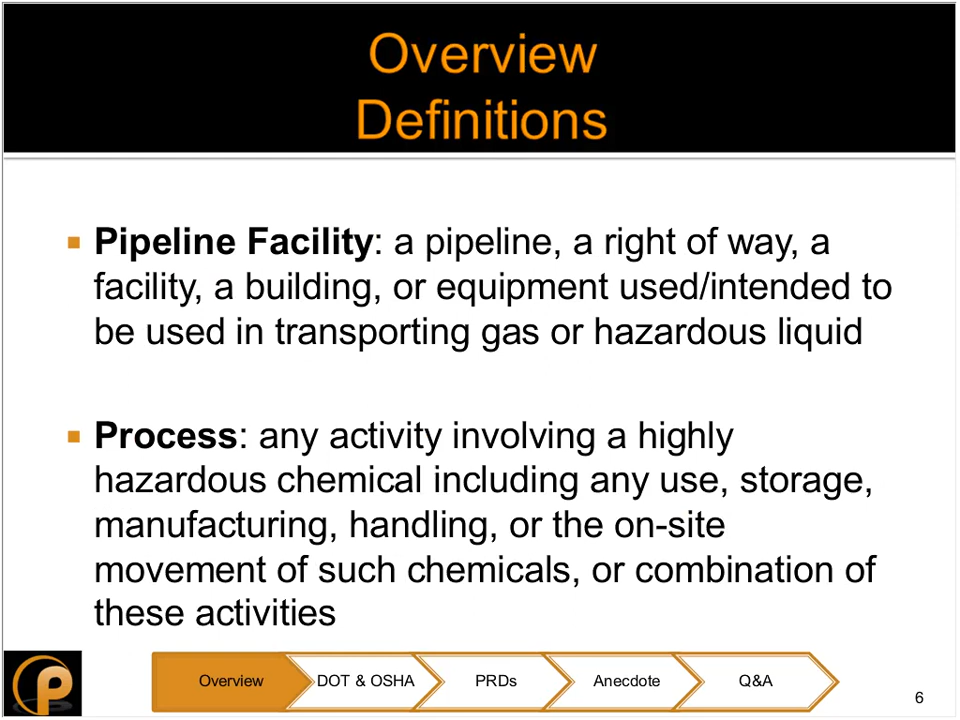 Overview
Definitions
Pipeline Facility: a pipeline, a right of way, a
facility, a building, or equipment used/intended to
be used in transporting gas or hazardous liquid
Process: any activity involving a highly
hazardous chemical including any use, storage,
manufacturing, handling, or the on-site
movement of such chemicals, or combination of
these activities
P
Overview DOT & OSHA PRDs Anecdote Q&A
6